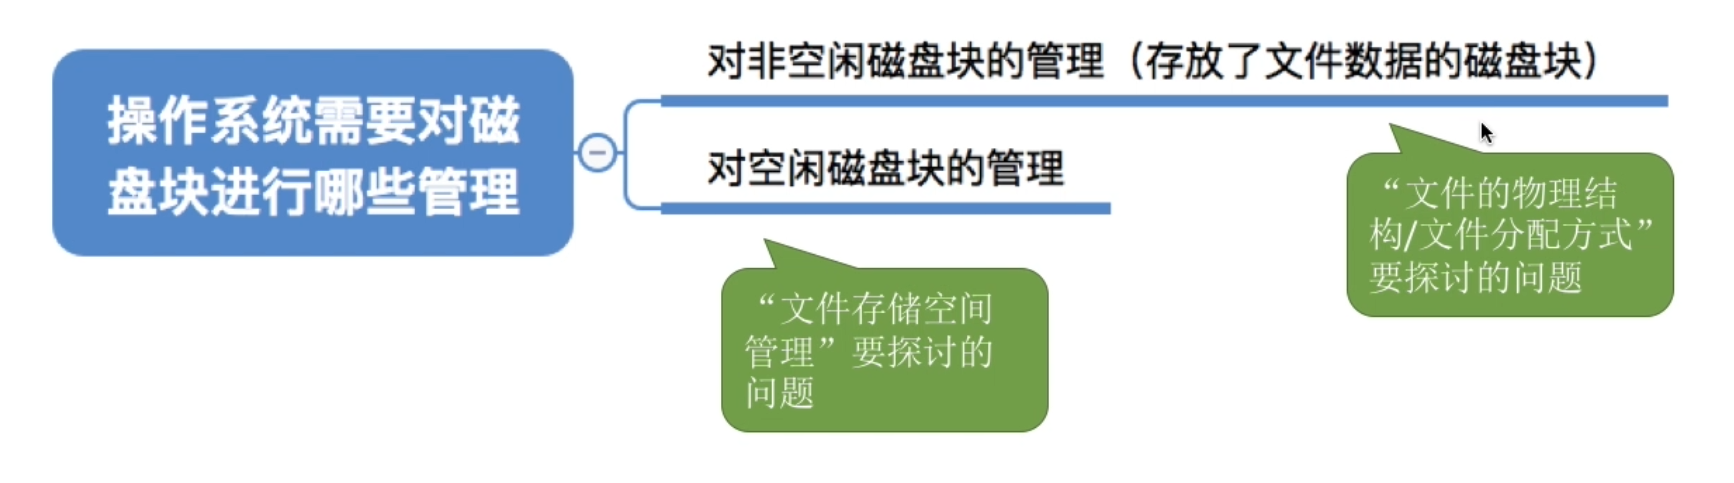 操作系统需要对磁
盘块进行哪些管理
对非空闲磁盘块的管理（存放了文件数据的磁盘块）
对空闲磁盘块的管理
“文件的物理结
构/文件分配方式”
要探讨的问题
“文件存储空间
管理”要探讨的
问题